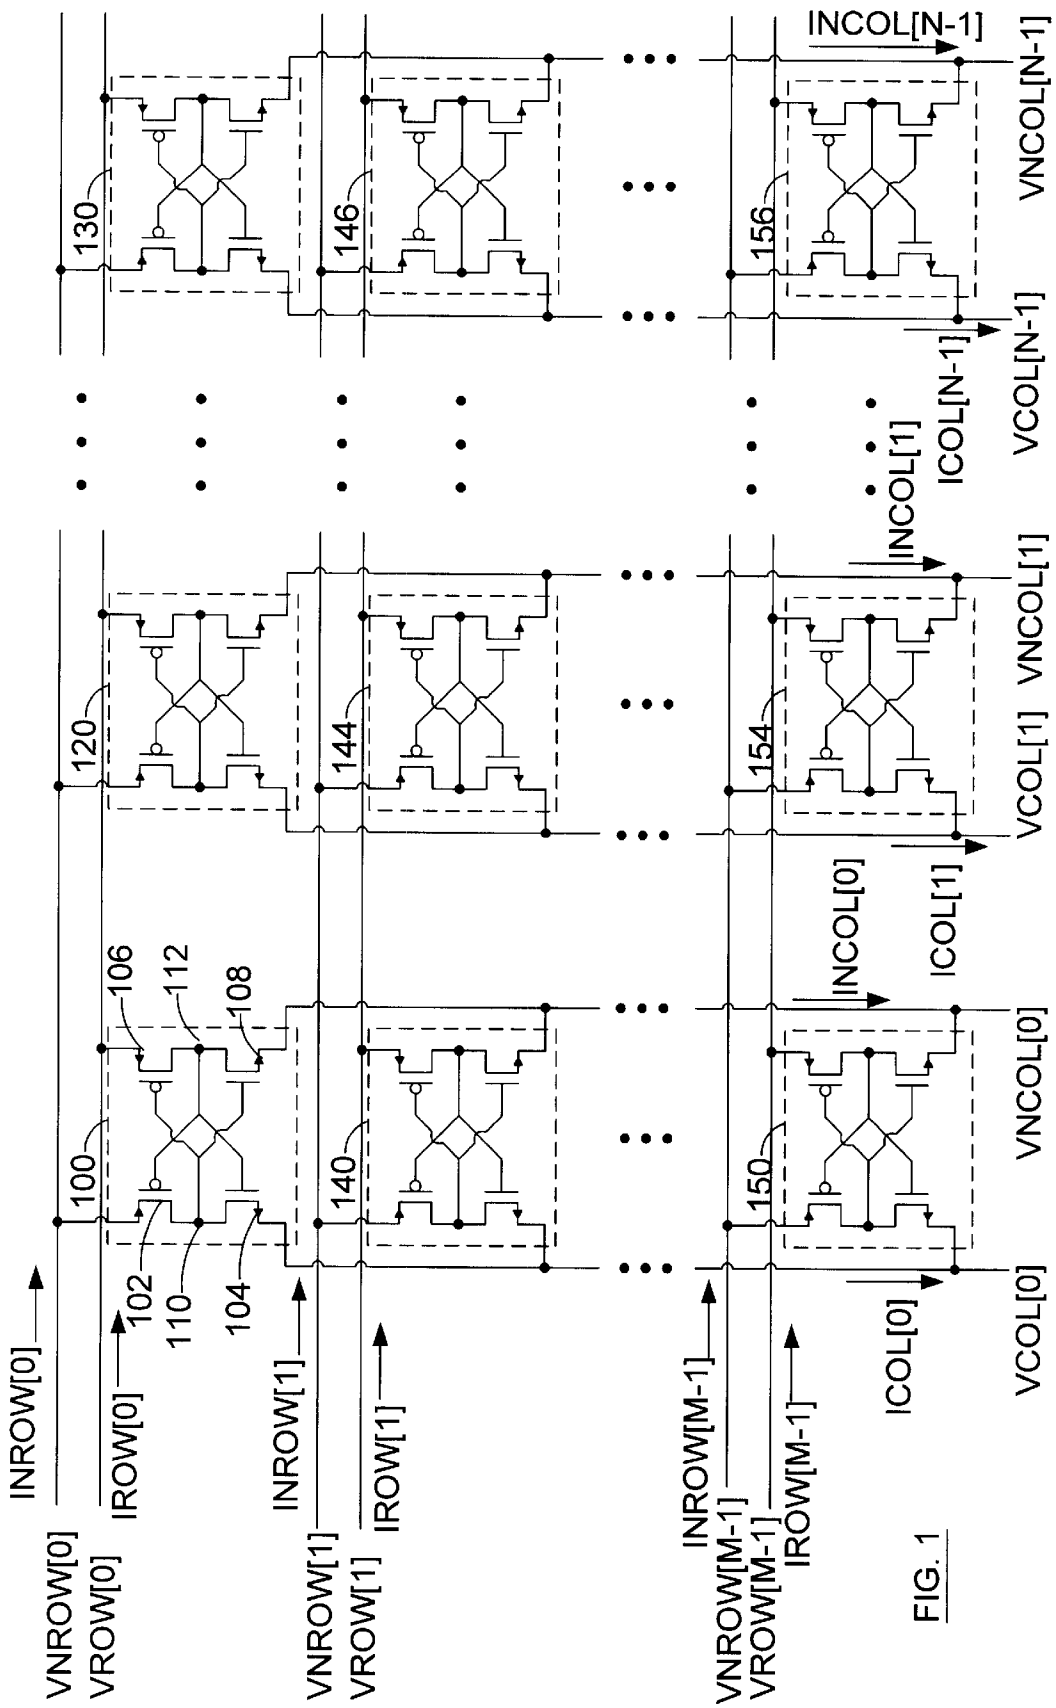 INROW[0]
VNROW[0]
VROW[0]
IROW[0]
100
102
110
104
106
112
108
120
130
INROW[1]
VNROW[1]
VROW[1]
IROW[1]
140
144
146
INROW[M-1]
VNROW[M-1]
VROW[M-1]
IROW[M-1]
150
154
156
ICOL[0]
INCOL[0]
ICOL[1]
INCOL[1]
ICOL[N-1]
INCOL[N-1]
VCOL[0]
VNCOL[0]
VCOL[1]
VNCOL[1]
VCOL[N-1]
VNCOL[N-1]
FIG. 1